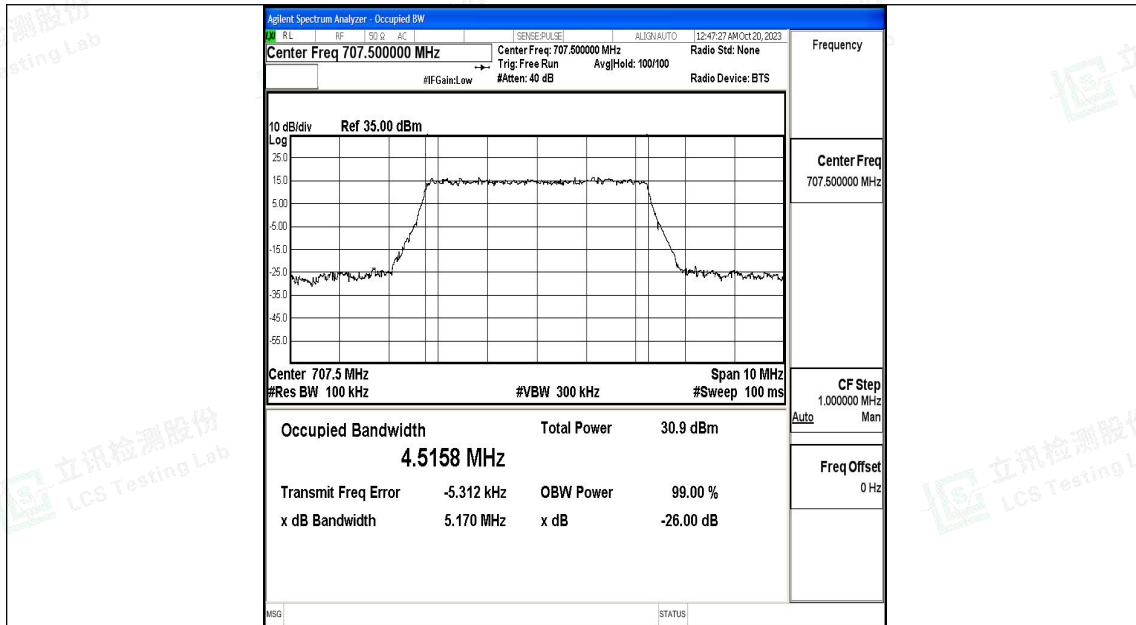 Agilent Spectrum Analyzer - Occupied BW
RL RF 50 Ω AC SENSE:PULSE ALIGNAUTO 12:47:27 AM Oct 20, 2023
Center Freq 707.500000 MHz
Center Freq: 707.500000 MHz
Radio Std: None
Trig: Free Run
Avg|Hold: 100/100
#IFGain:Low
#Atten: 40 dB
Radio Device: BTS
10 dB/div Ref 35.00 dBm
Log
25.0
15.0
5.00
-5.00
-15.0
-25.0
-35.0
-45.0
-55.0
Center 707.5 MHz
Span 10 MHz
#Res BW 100 kHz
#VBW 300 kHz
#Sweep 100 ms
Occupied Bandwidth
Total Power 30.9 dBm
4.5158 MHz
Transmit Freq Error -5.312 kHz
OBW Power 99.00 %
x dB Bandwidth 5.170 MHz
x dB -26.00 dB
MSG
STATUS
Frequency
Center Freq
707.500000 MHz
CF Step
1.000000 MHz
Auto Man
Freq Offset
0 Hz
立讯检测股份
LCS Testing Lab
立讯检测股份
LCS Testing L